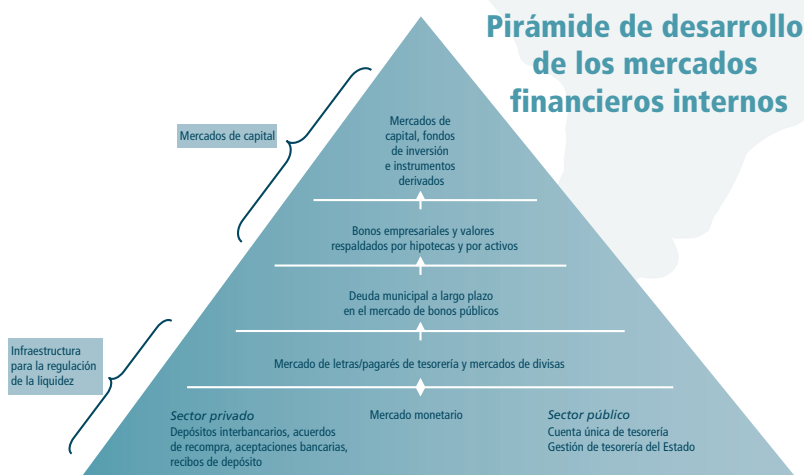 Pirámide de desarrollo
de los mercados
financieros internos
Mercados de capital
Mercados de
capital, fondos
de inversión
e instrumentos
derivados
Bonos empresariales y valores
respaldados por hipotecas y por activos
Deuda municipal a largo plazo
en el mercado de bonos públicos
Infraestructura
para la regulación
de la liquidez
Mercado de letras/pagarés de tesorería y mercados de divisas
Sector privado
Depósitos interbancarios, acuerdos
de recompra, aceptaciones bancarias,
recibos de depósito
Mercado monetario
Sector público
Cuenta única de tesorería
Gestión de tesorería del Estado